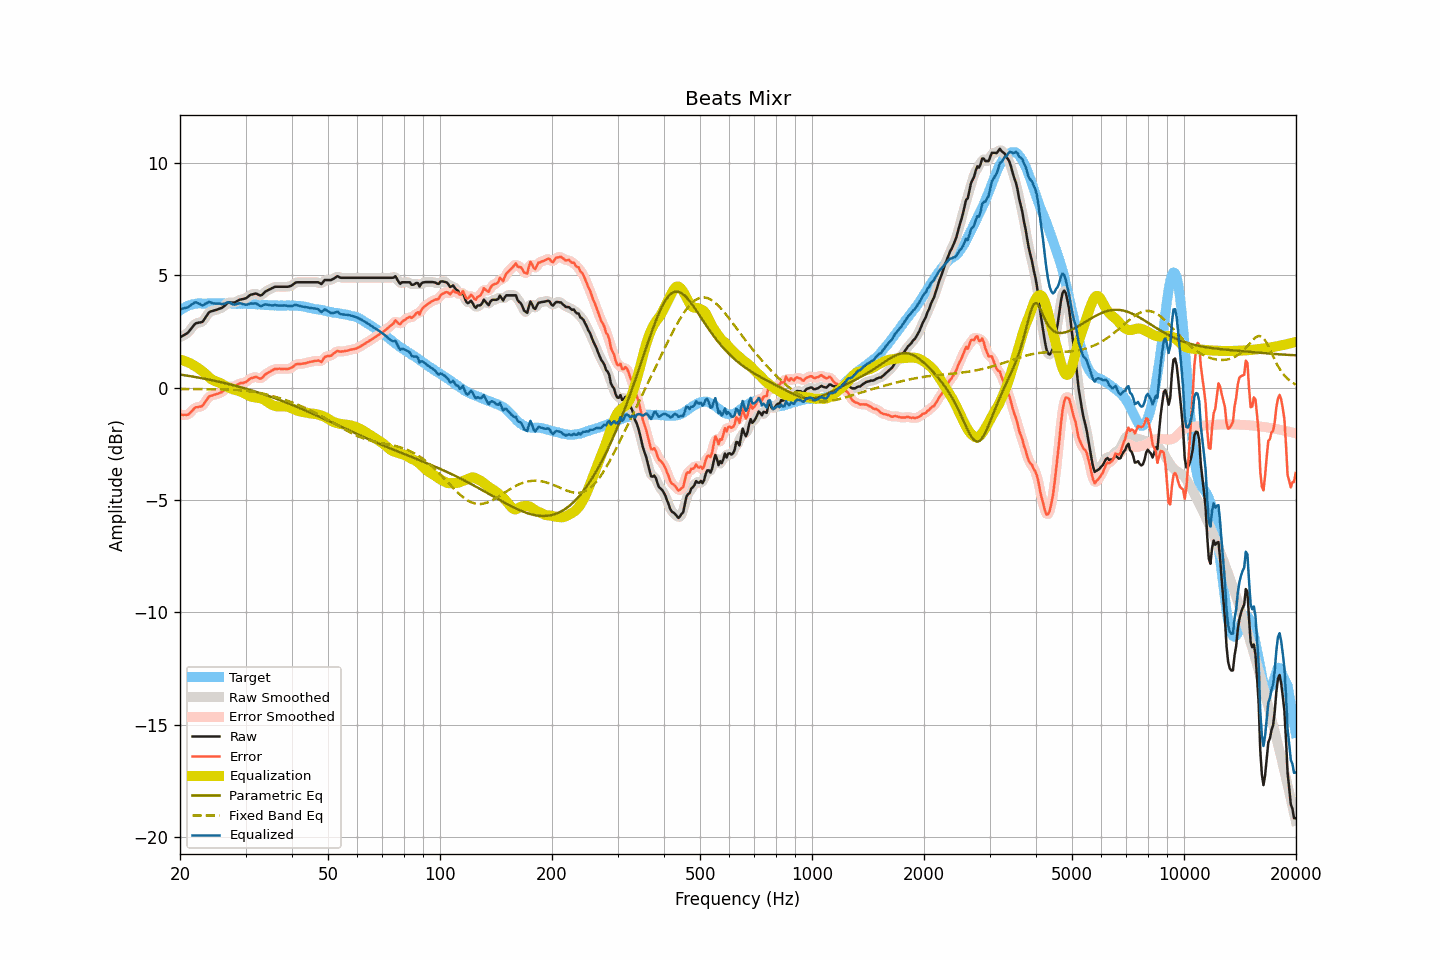 Beats Mixr
Amplitude (dBr)
10
5
0
−5
−10
−15
−20
Target
Raw Smoothed
Error Smoothed
Raw
Error
Equalization
Parametric Eq
Fixed Band Eq
Equalized
20 50 100 200 500 1000 2000 5000 10000 20000
Frequency (Hz)